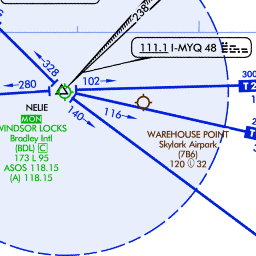 238
111.1 I-MYQ 48
328
280
102
300
T 2
NELIE
MON
WINDSOR LOCKS
Bradley Intl
(BDL) C
173 L 95
ASOS 118.15
(A) 118.15
140
116
T
WAREHOUSE POINT
Skylark Airpark
(7B6)
120 L 32